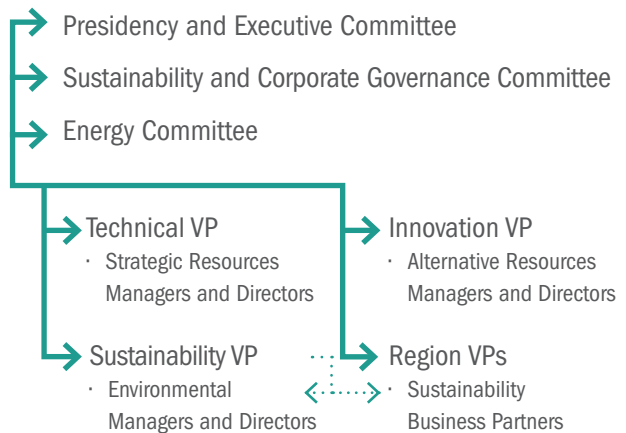 Presidency and Executive Committee
Sustainability and Corporate Governance Committee
Energy Committee
Technical VP
· Strategic Resources
Managers and Directors
Innovation VP
· Alternative Resources
Managers and Directors
Sustainability VP
· Environmental
Managers and Directors
Region VPs
· Sustainability
Business Partners